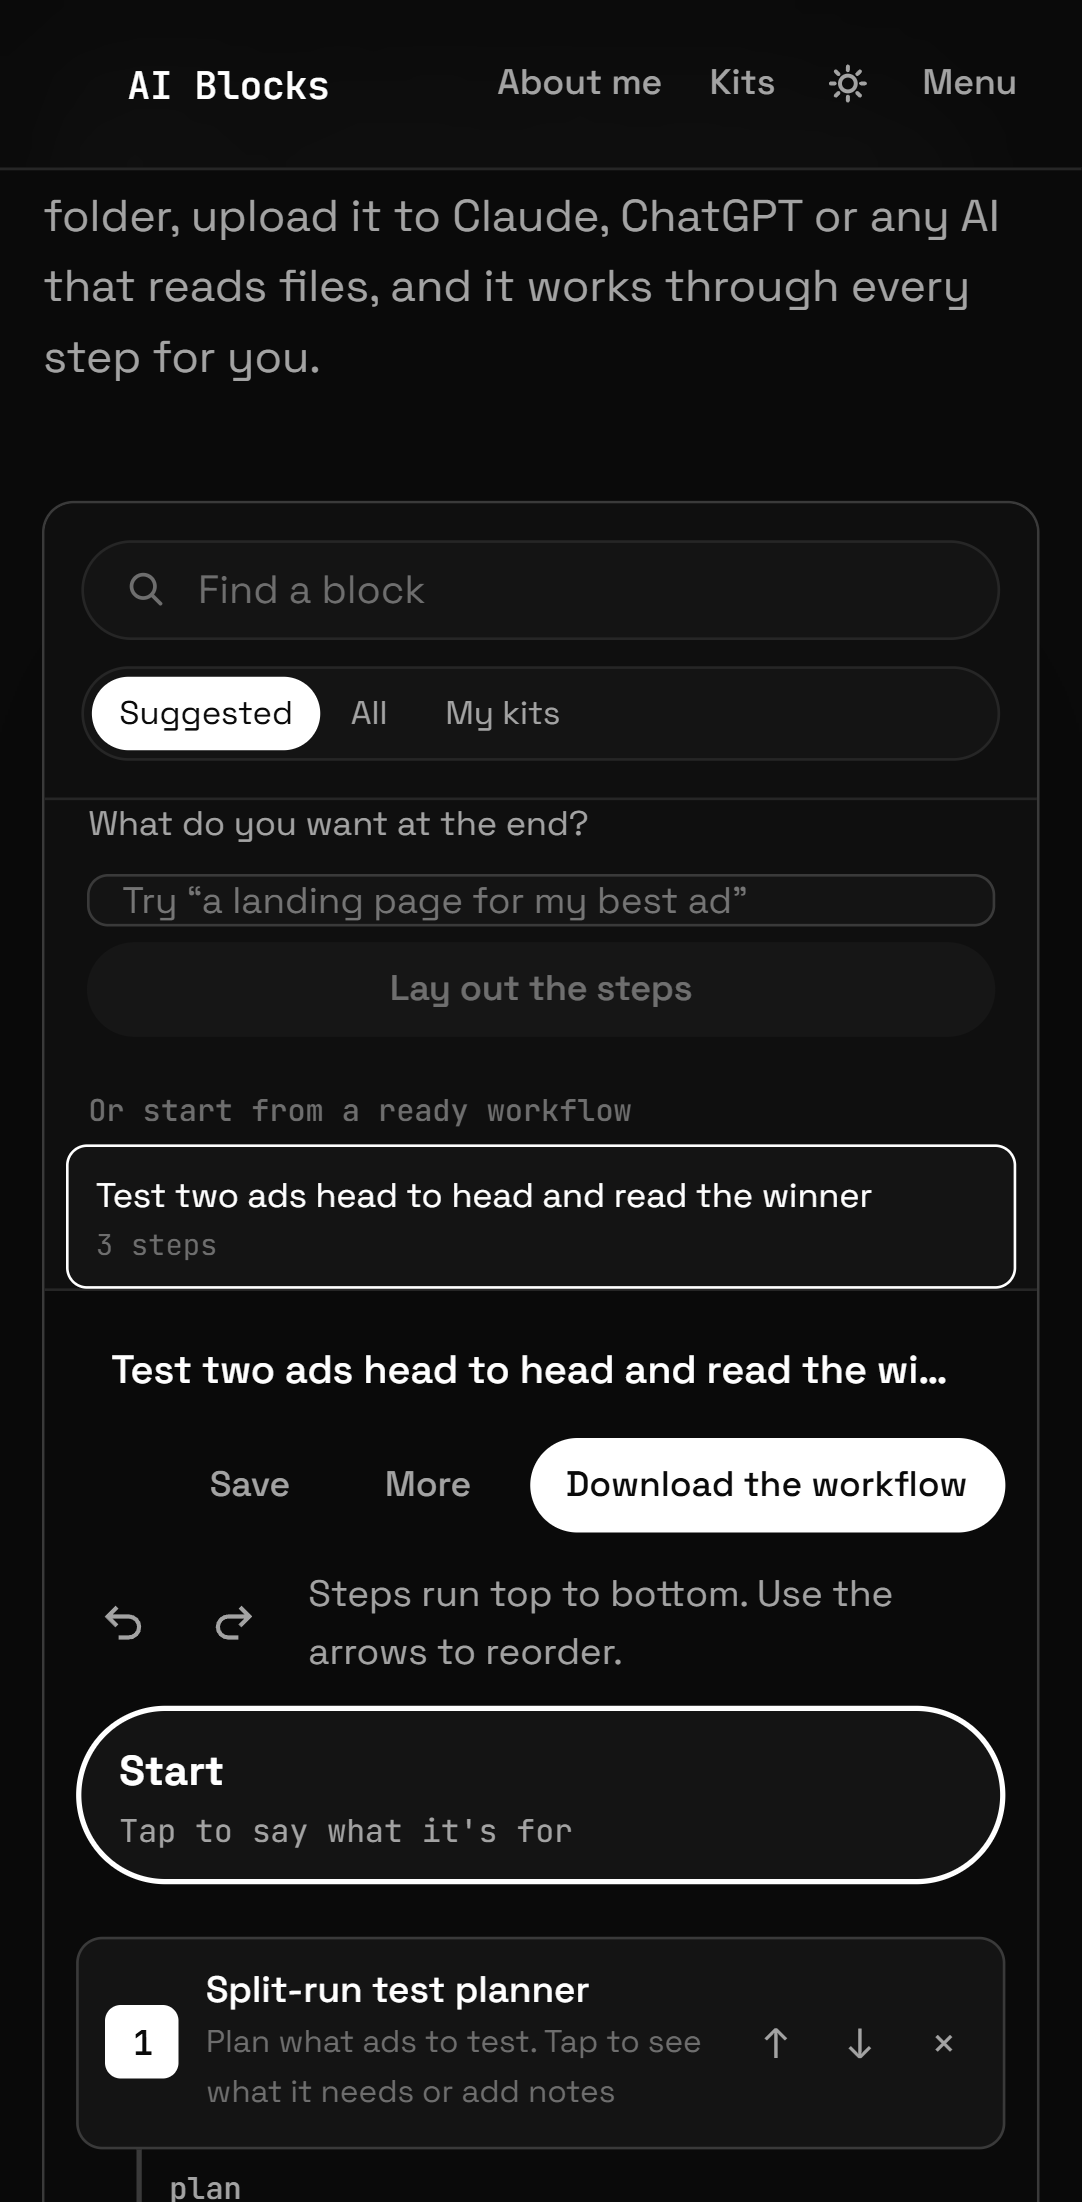 AI Blocks
About me Kits Menu
folder, upload it to Claude, ChatGPT or any AI
that reads files, and it works through every
step for you.
Find a block
Suggested All My kits
What do you want at the end?
Try “a landing page for my best ad”
Lay out the steps
Or start from a ready workflow
Test two ads head to head and read the winner
3 steps
Test two ads head to head and read the wi...
Save More Download the workflow
Steps run top to bottom. Use the
arrows to reorder.
Start
Tap to say what it's for
Split-run test planner
1
Plan what ads to test. Tap to see
what it needs or add notes
plan